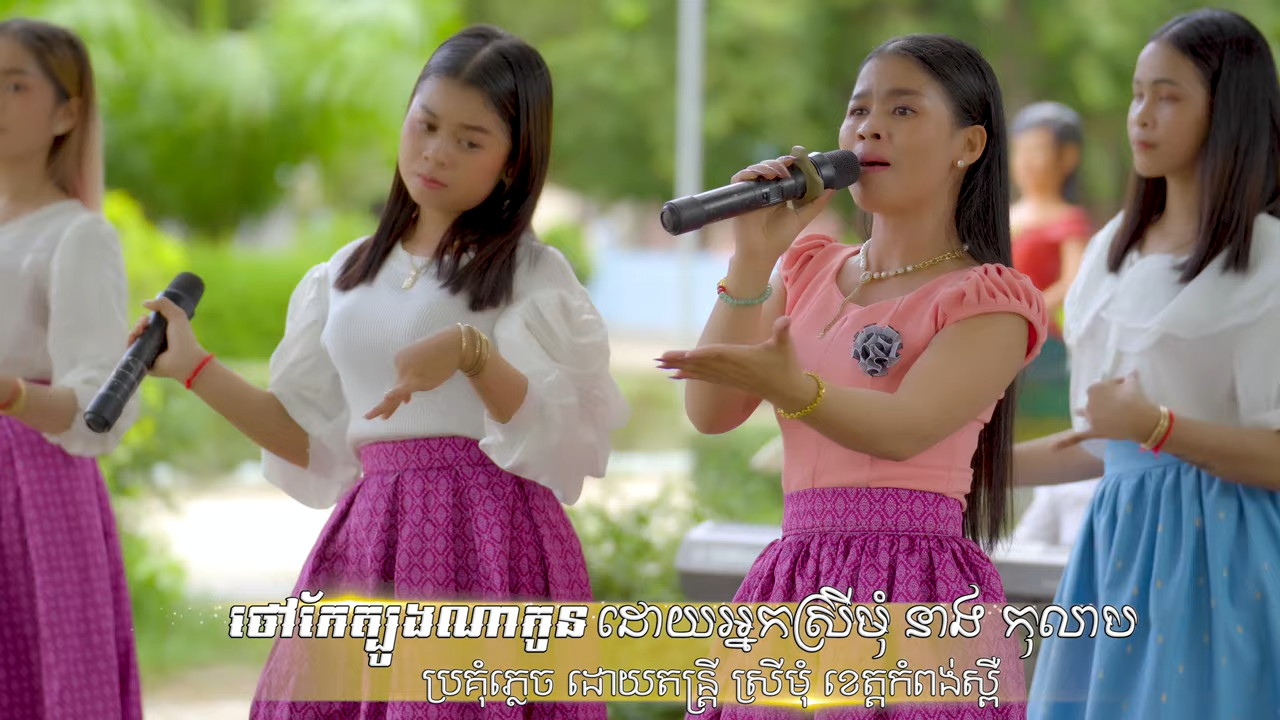 ថៅកែត្បូងណាកូន ដោយអ្នកស្រីមុំ នាង កុលាប
ប្រគុំភ្លេច ដោយតន្ត្រី ស្រីមុំ ខេត្តកំពង់ស្ពឺ